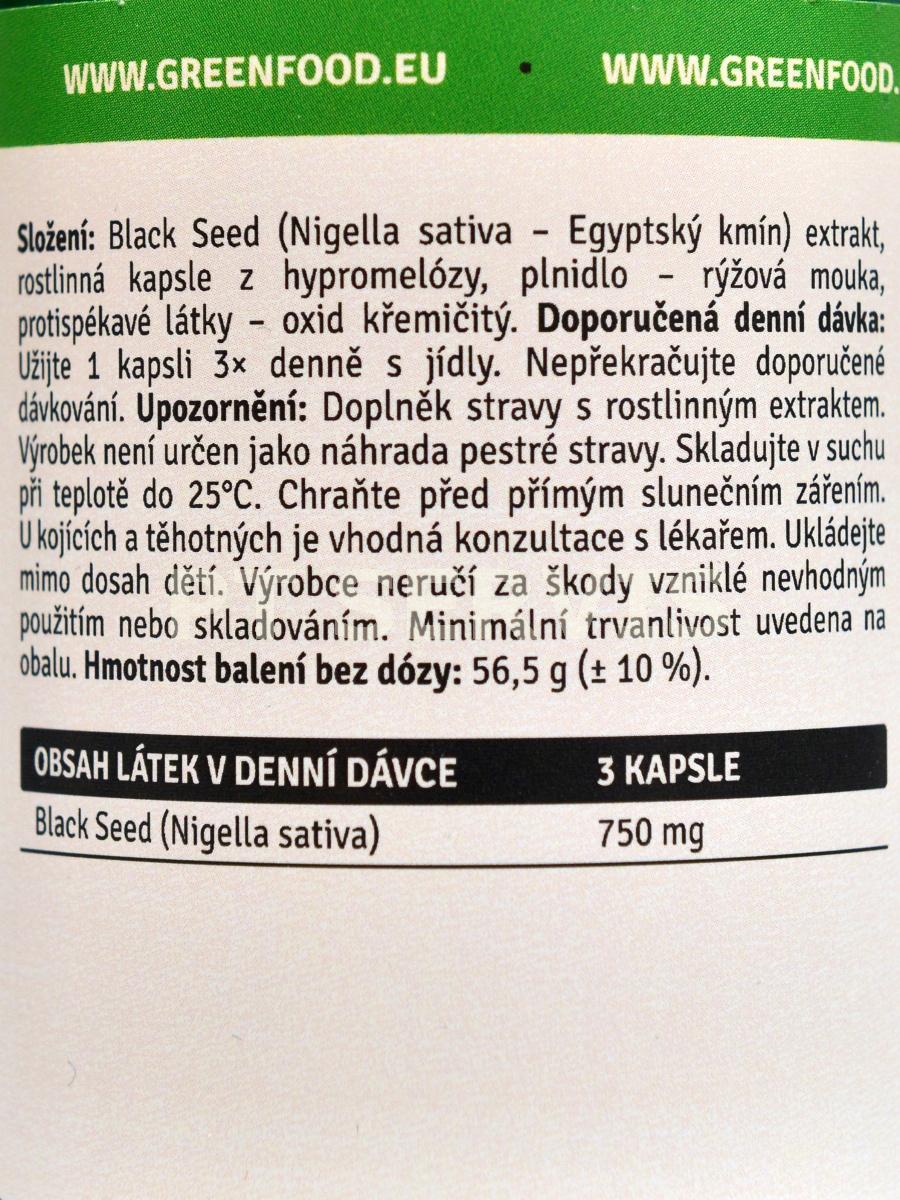 WWW.GREENFOOD.EU • WWW.GREENFOOD.
Složení: Black Seed (Nigella sativa – Egyptský kmín) extrakt,
rostlinná kapsle z hypromelózy, plnidlo – rýžová mouka,
protispékavé látky – oxid křemičitý. Doporučená denní dávka:
Užijte 1 kapsli 3× denně s jídly. Nepřekračujte doporučené
dávkování. Upozornění: Doplněk stravy s rostlinným extraktem.
Výrobek není určen jako náhrada pestré stravy. Skladujte v suchu
při teplotě do 25°C. Chraňte před přímým slunečním zářením.
U kojících a těhotných je vhodná konzultace s lékařem. Ukládejte
mimo dosah dětí. Výrobce neručí za škody vzniklé nevhodným
použitím nebo skladováním. Minimální trvanlivost uvedena na
obalu. Hmotnost balení bez dózy: 56,5 g (± 10 %).
OBSAH LÁTEK V DENNÍ DÁVCE 3 KAPSLE
Black Seed (Nigella sativa) 750 mg